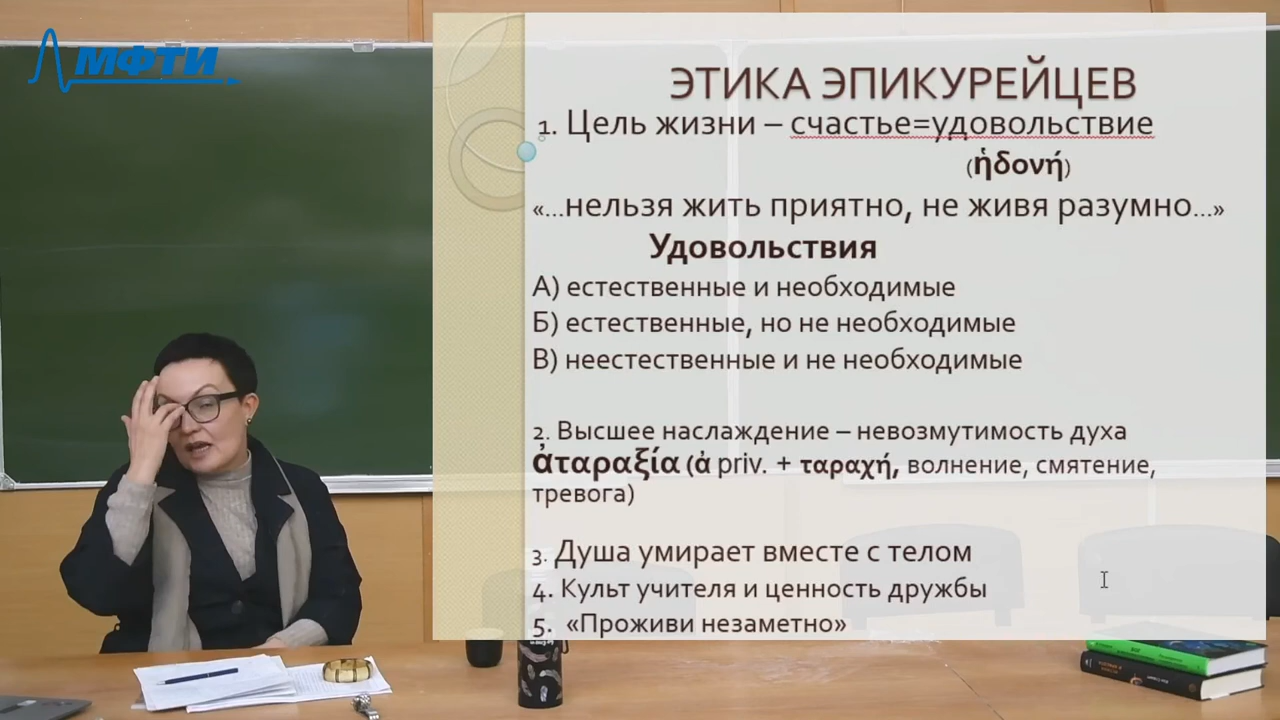 МФТИ
ЭТИКА ЭПИКУРЕЙЦЕВ
1. Цель жизни – счастье=удовольствие
(ἡδονή)
«…нельзя жить приятно, не живя разумно…»
Удовольствия
А) естественные и необходимые
Б) естественные, но не необходимые
В) неестественные и не необходимые
2. Высшее наслаждение – невозмутимость духа
ἀταραξία (ἀ priv. + ταραχή, волнение, смятение,
тревога)
3. Душа умирает вместе с телом
4. Культ учителя и ценность дружбы
5. «Проживи незаметно»